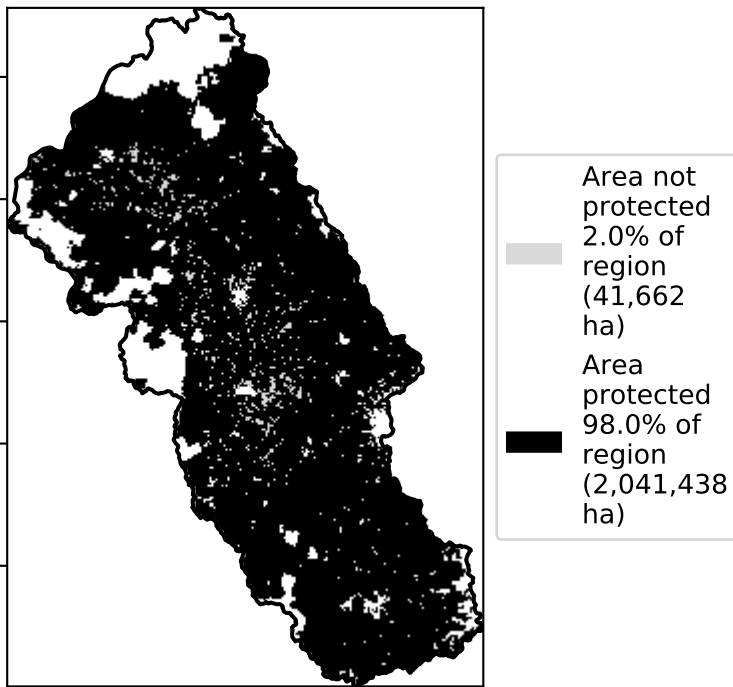 Area not
protected
2.0% of
region
(41,662
ha)
Area
protected
98.0% of
region
(2,041,438
ha)